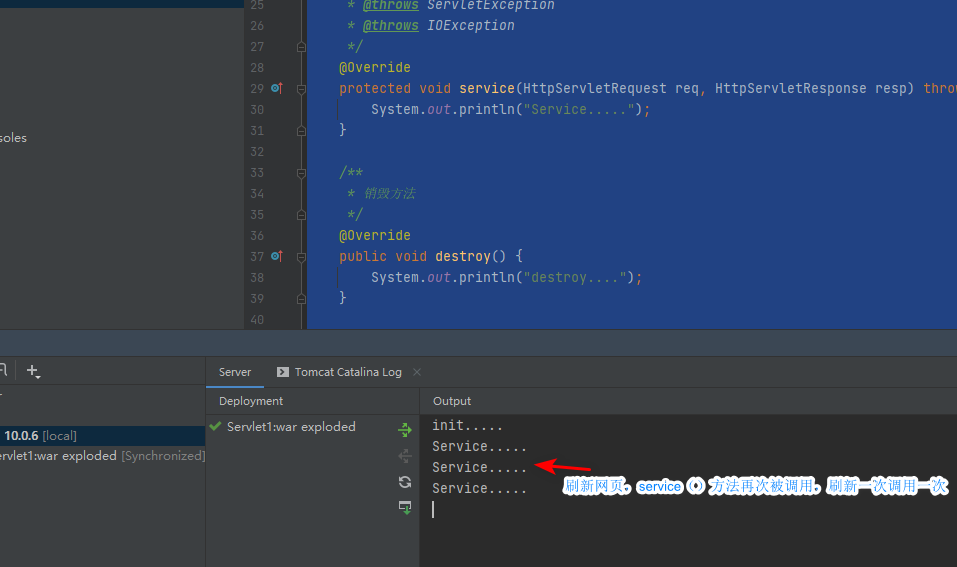 25 * @throws ServletException
26 * @throws IOException
27 */
28 @Override
29 protected void service(HttpServletRequest req, HttpServletResponse resp) throw
30 System.out.println("Service.....");
31 }
32
33 /**
34 * 销毁方法
35 */
36 @Override
37 public void destroy() {
38 System.out.println("destroy....");
39 }
40
soles
Server
Tomcat Catalina Log
Deployment
Output
Servlet1:war exploded
10.0.6 [local]
ervlet1:war exploded [Synchronized]
init.....
Service.....
Service.....
Service.....
刷新网页，service（）方法再次被调用，刷新一次调用一次